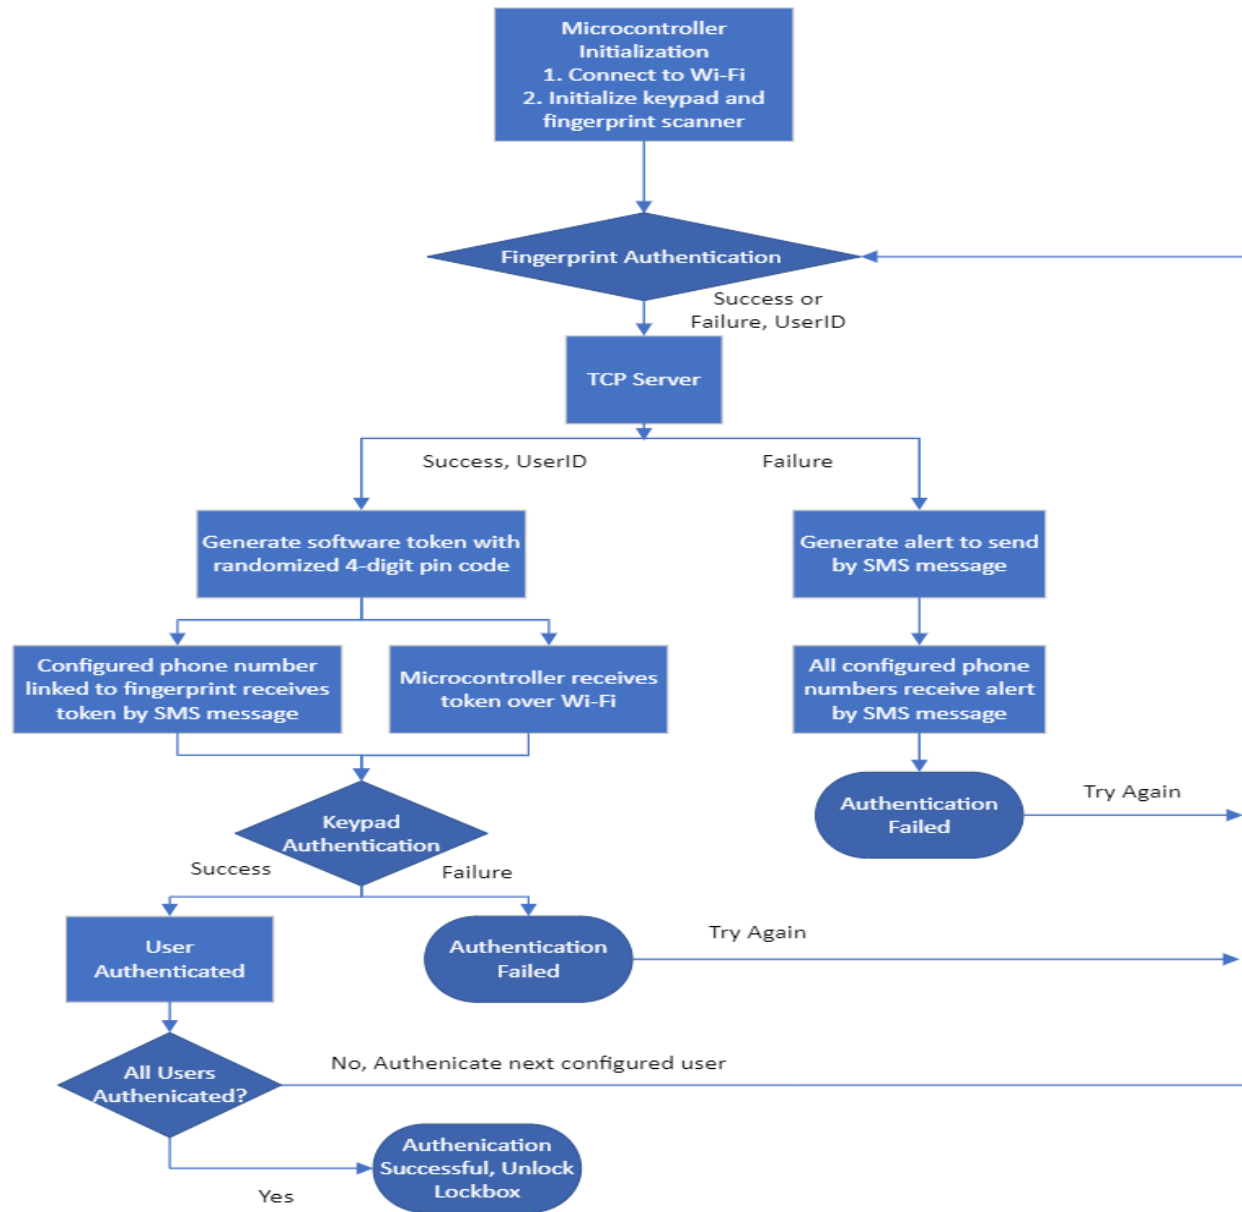 Microcontroller
Initialization
1. Connect to Wi-Fi
2. Initialize keypad and
fingerprint scanner
Fingerprint Authentication
Success or
Failure, UserID
TCP Server
Success, UserID
Failure
Generate software token with
randomized 4-digit pin code
Generate alert to send
by SMS message
Configured phone number
linked to fingerprint receives
token by SMS message
Microcontroller receives
token over Wi-Fi
All configured phone
numbers receive alert
by SMS message
Authentication
Failed
Try Again
Keypad
Authentication
Success
Failure
User
Authenticated
Authentication
Failed
Try Again
All Users
Authenicated?
No, Authenicate next configured user
Authenication
Successful, Unlock
Lockbox
Yes